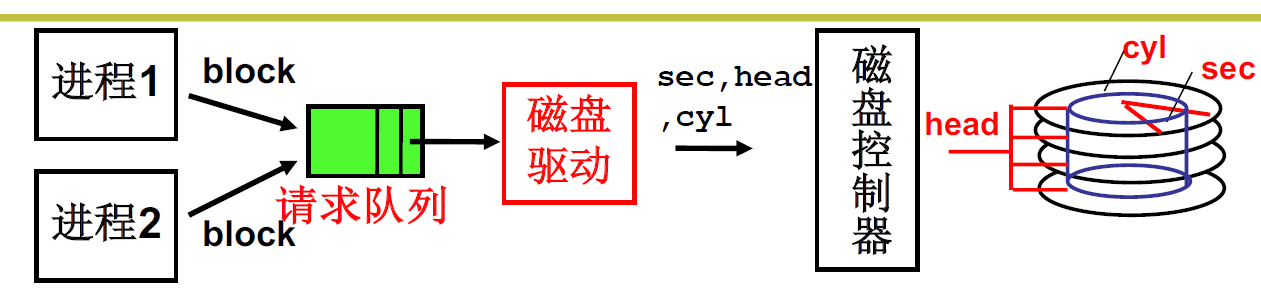 进程1
block
进程2
block
请求队列
磁盘
驱动
sec,head
,cyl
磁
盘
控
制
器
head
cyl
sec